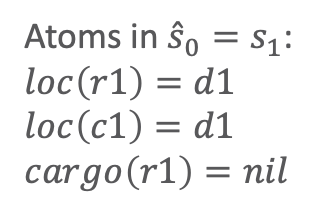 Atoms in ŝ₀ = s₁:
loc(r1) = d1
loc(c1) = d1
cargo(r1) = nil